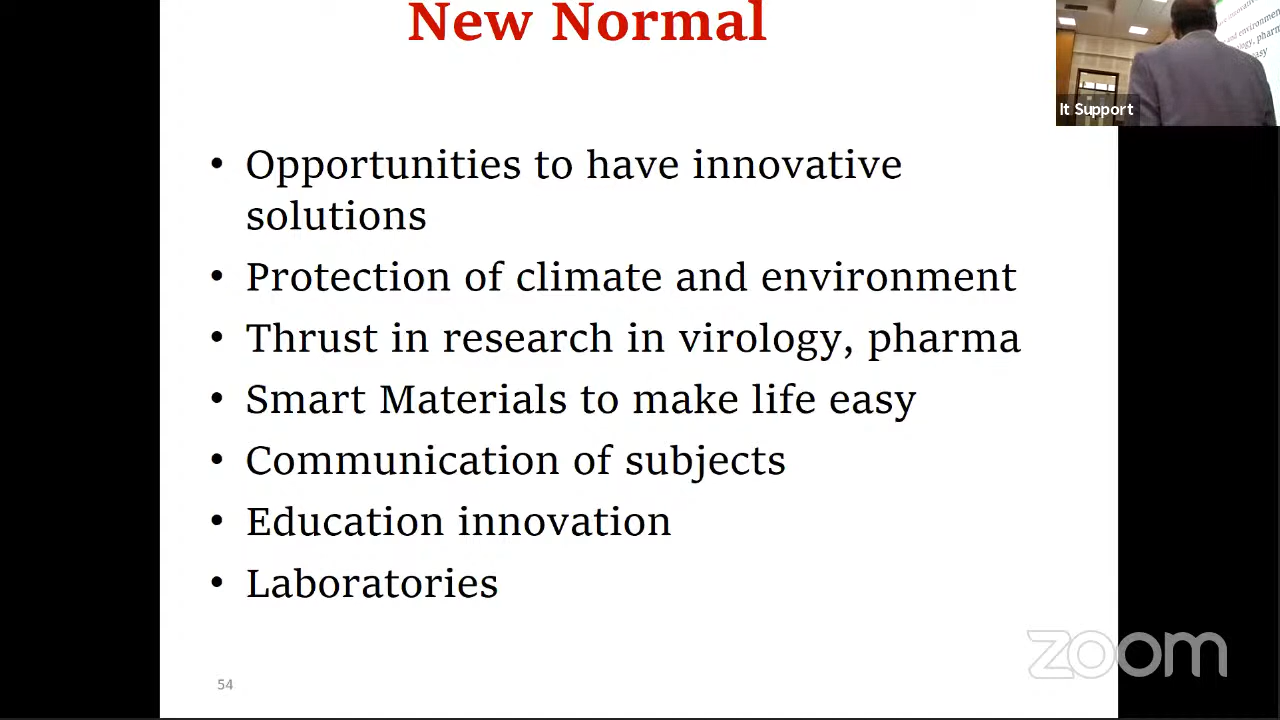 New Normal
It Support
• Opportunities to have innovative
solutions
• Protection of climate and environment
• Thrust in research in virology, pharma
• Smart Materials to make life easy
• Communication of subjects
• Education innovation
• Laboratories
zoom
54